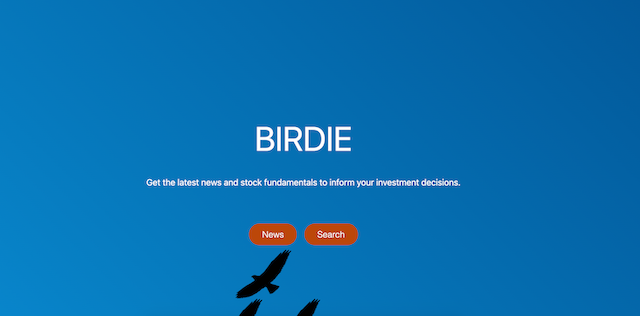 BIRDIE
Get the latest news and stock fundamentals to inform your investment decisions.
News
Search